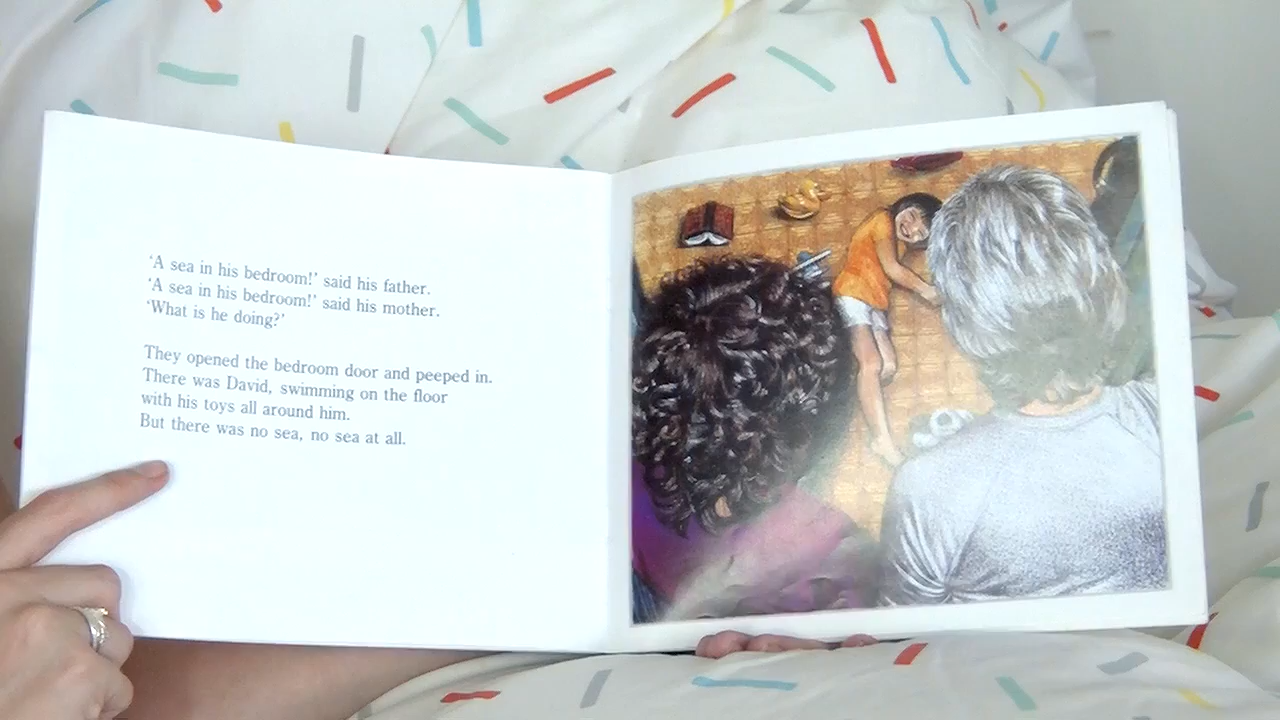 ‘A sea in his bedroom!’ said his father.
‘A sea in his bedroom!’ said his mother.
‘What is he doing?’
They opened the bedroom door and peeped in.
There was David, swimming on the floor
with his toys all around him.
But there was no sea, no sea at all.